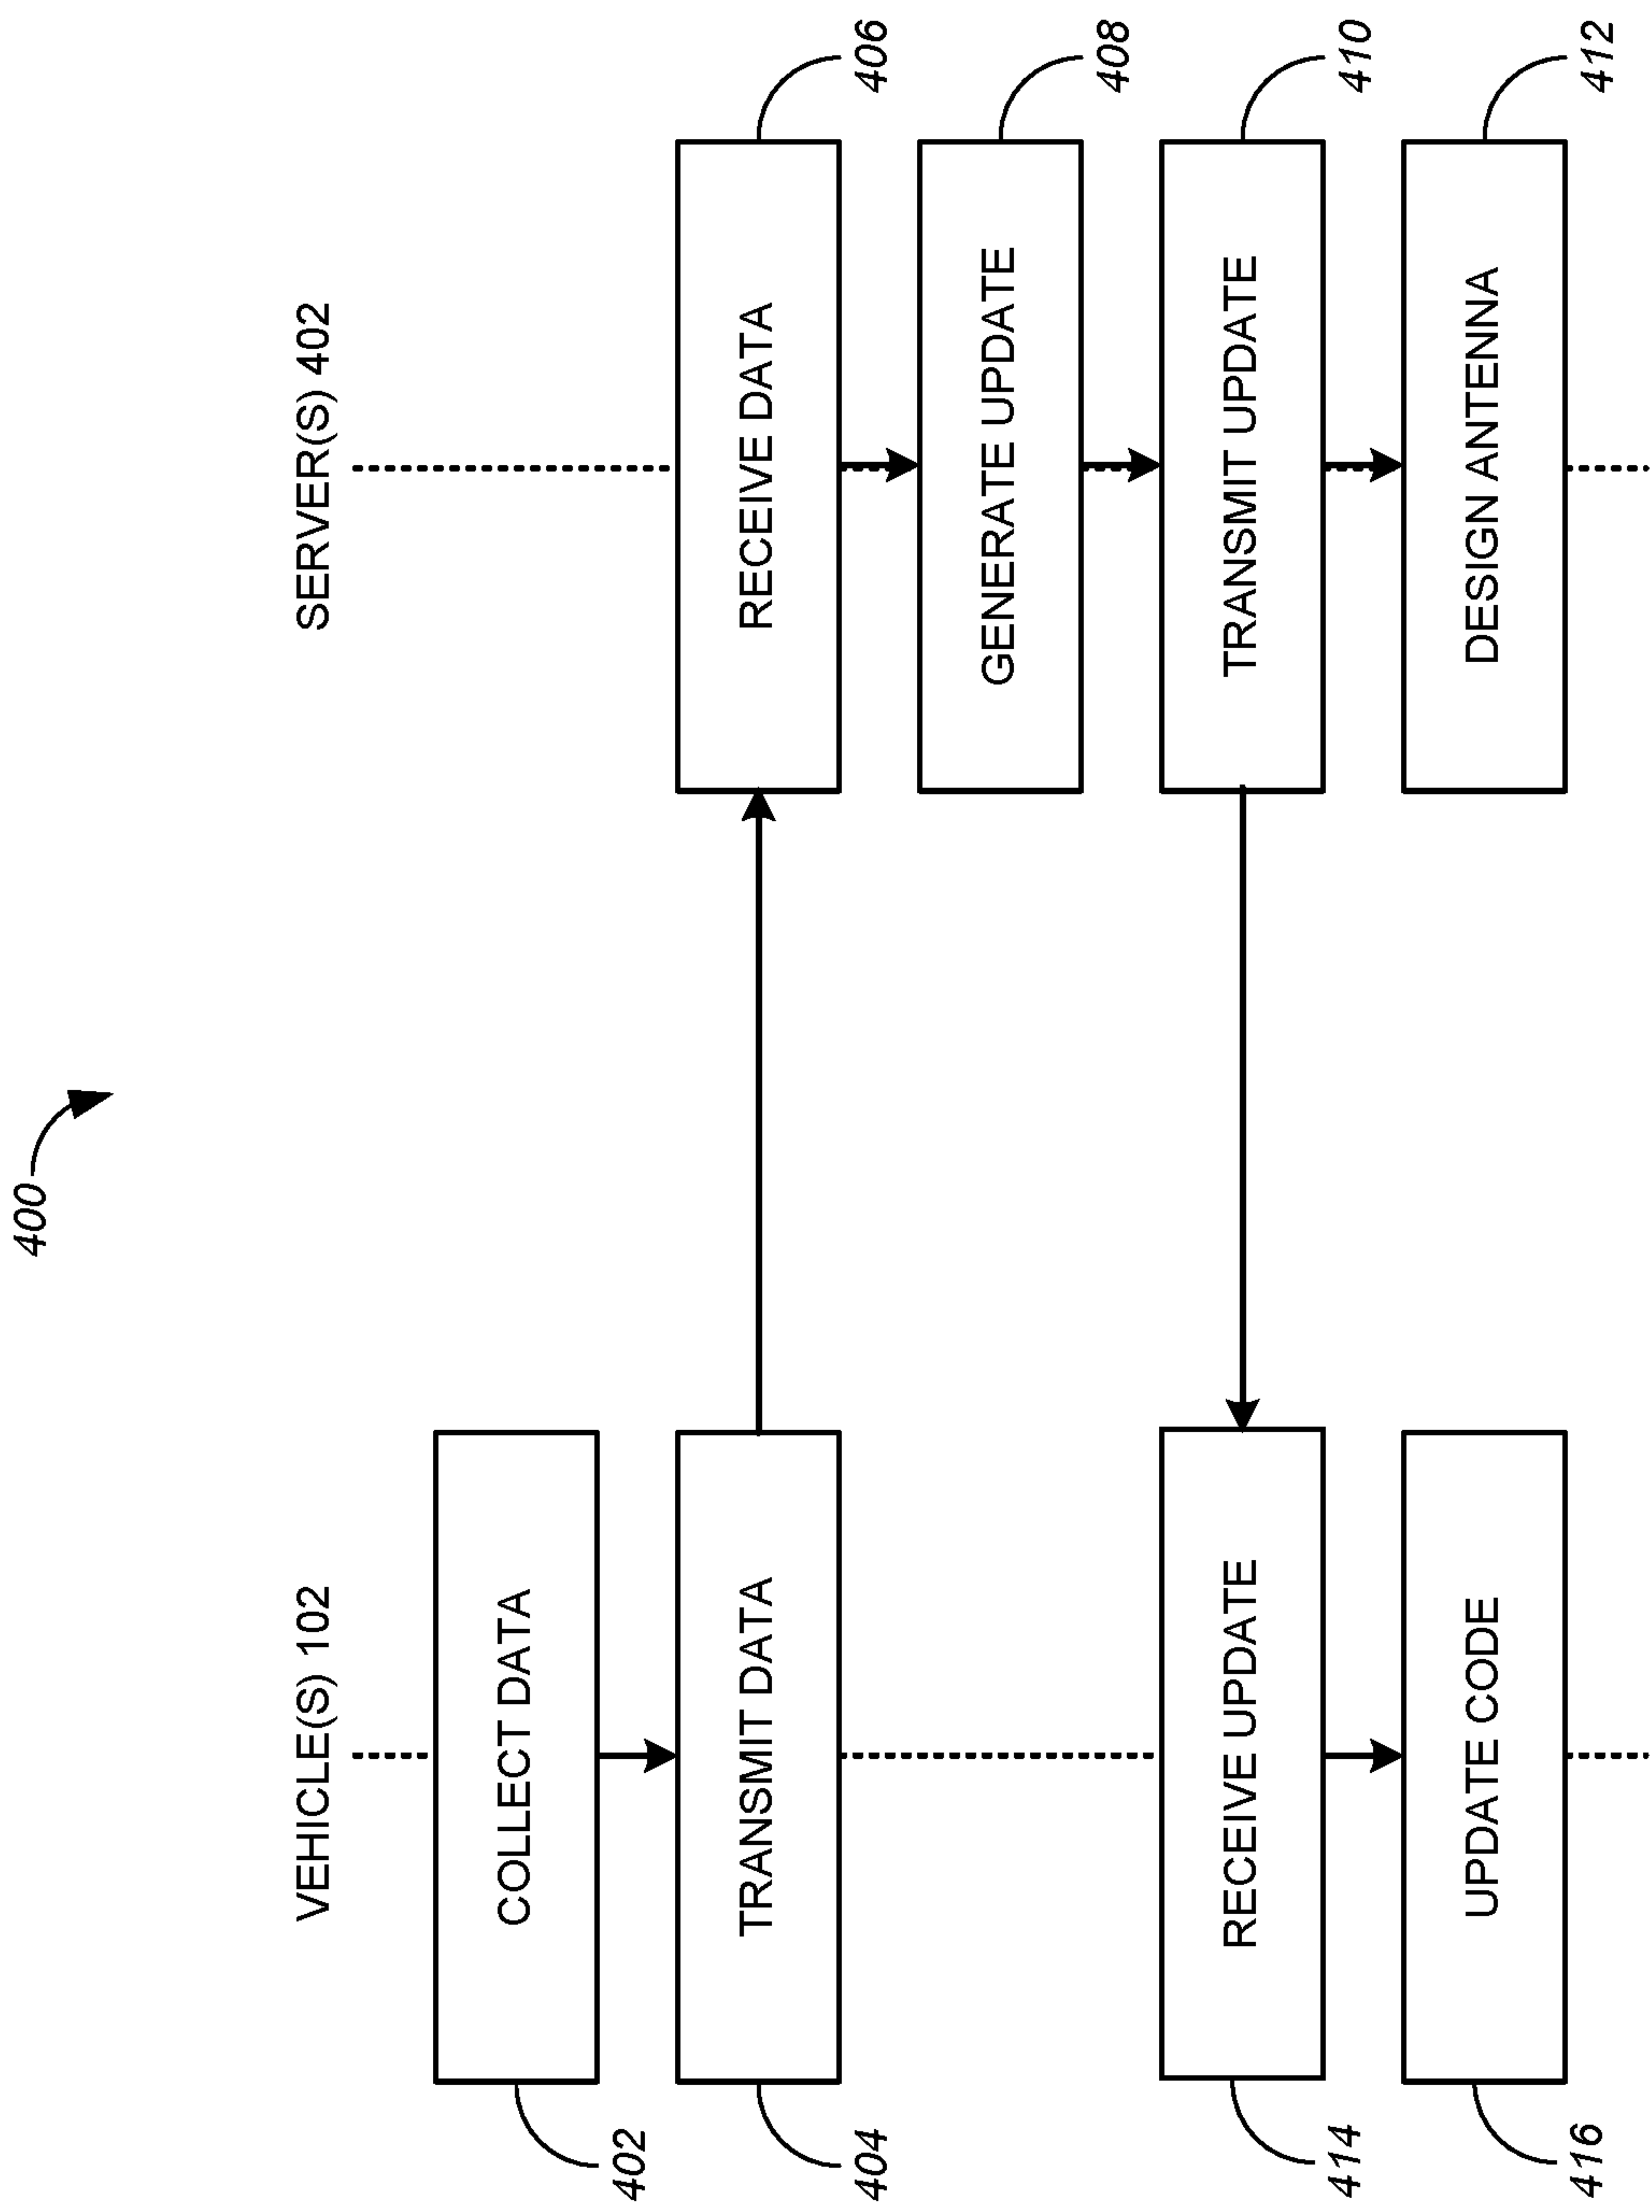 400
VEHICLE(S) 102
SERVER(S) 402
COLLECT DATA
402
TRANSMIT DATA
404
RECEIVE DATA
406
GENERATE UPDATE
408
RECEIVE UPDATE
414
TRANSMIT UPDATE
410
UPDATE CODE
416
DESIGN ANTENNA
412